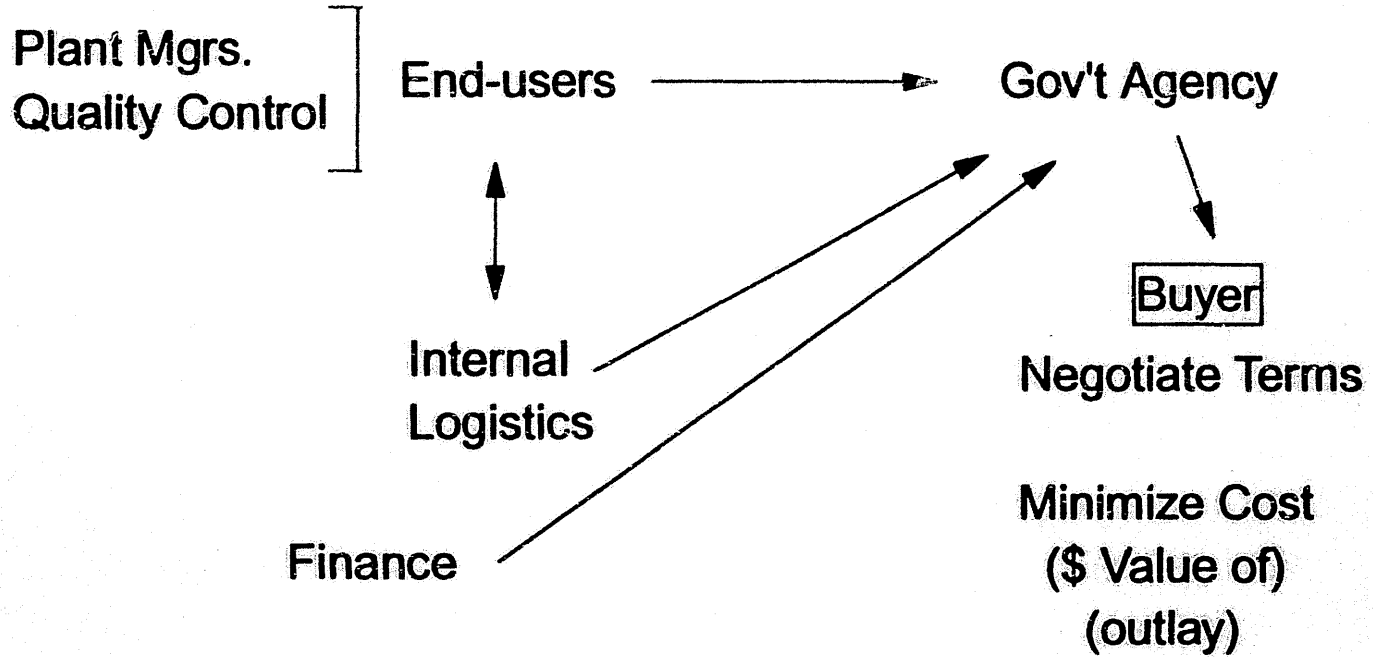 Plant Mgrs.
Quality Control
End-users
Gov't Agency
Buyer
Internal
Logistics
Negotiate Terms
Finance
Minimize Cost
($ Value of)
(outlay)